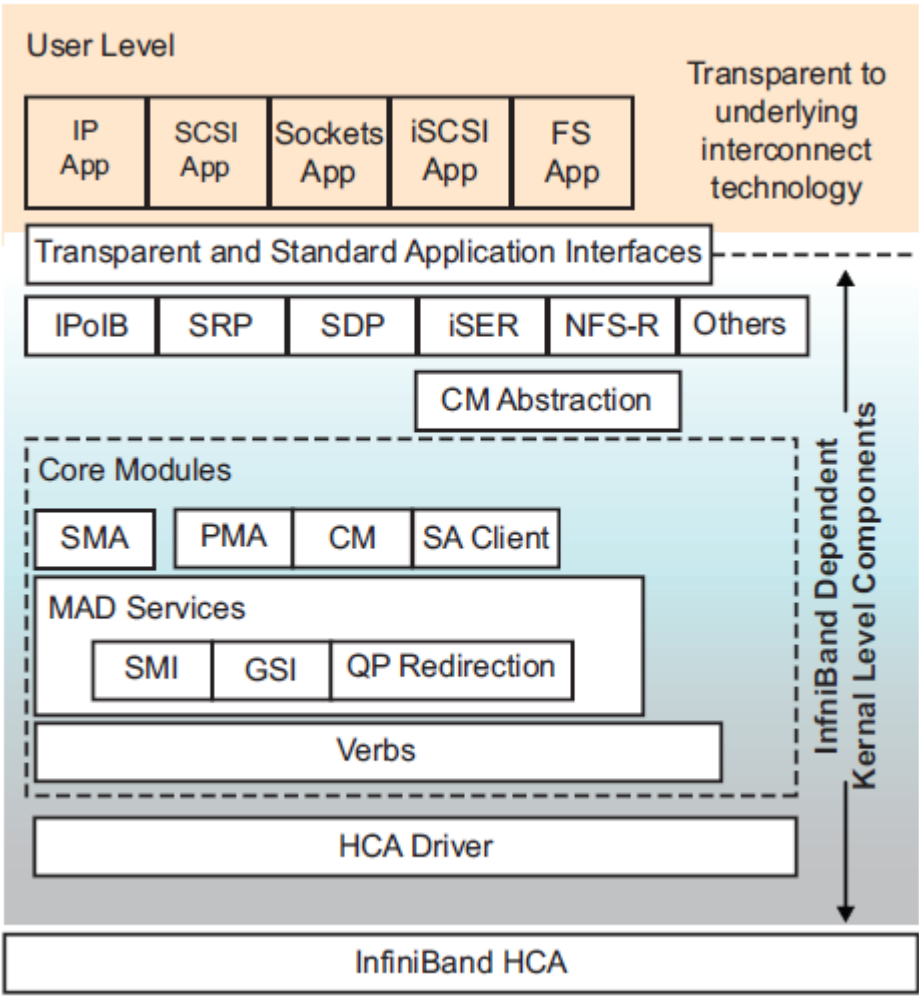 User Level
Transparent to
underlying
interconnect
technology
IP
App
SCSI
App
Sockets
App
iSCSI
App
FS
App
Transparent and Standard Application Interfaces
IPoIB
SRP
SDP
iSER
NFS-R
Others
CM Abstraction
Core Modules
SMA
PMA
CM
SA Client
MAD Services
SMI
GSI
QP Redirection
Verbs
HCA Driver
InfniBand Dependent
Kernal Level Components
InfiniBand HCA